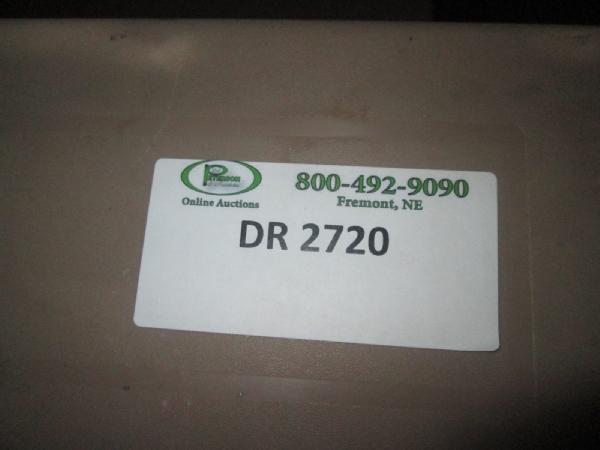 800-492-9090
Online Auctions
Fremont, NE
DR 2720